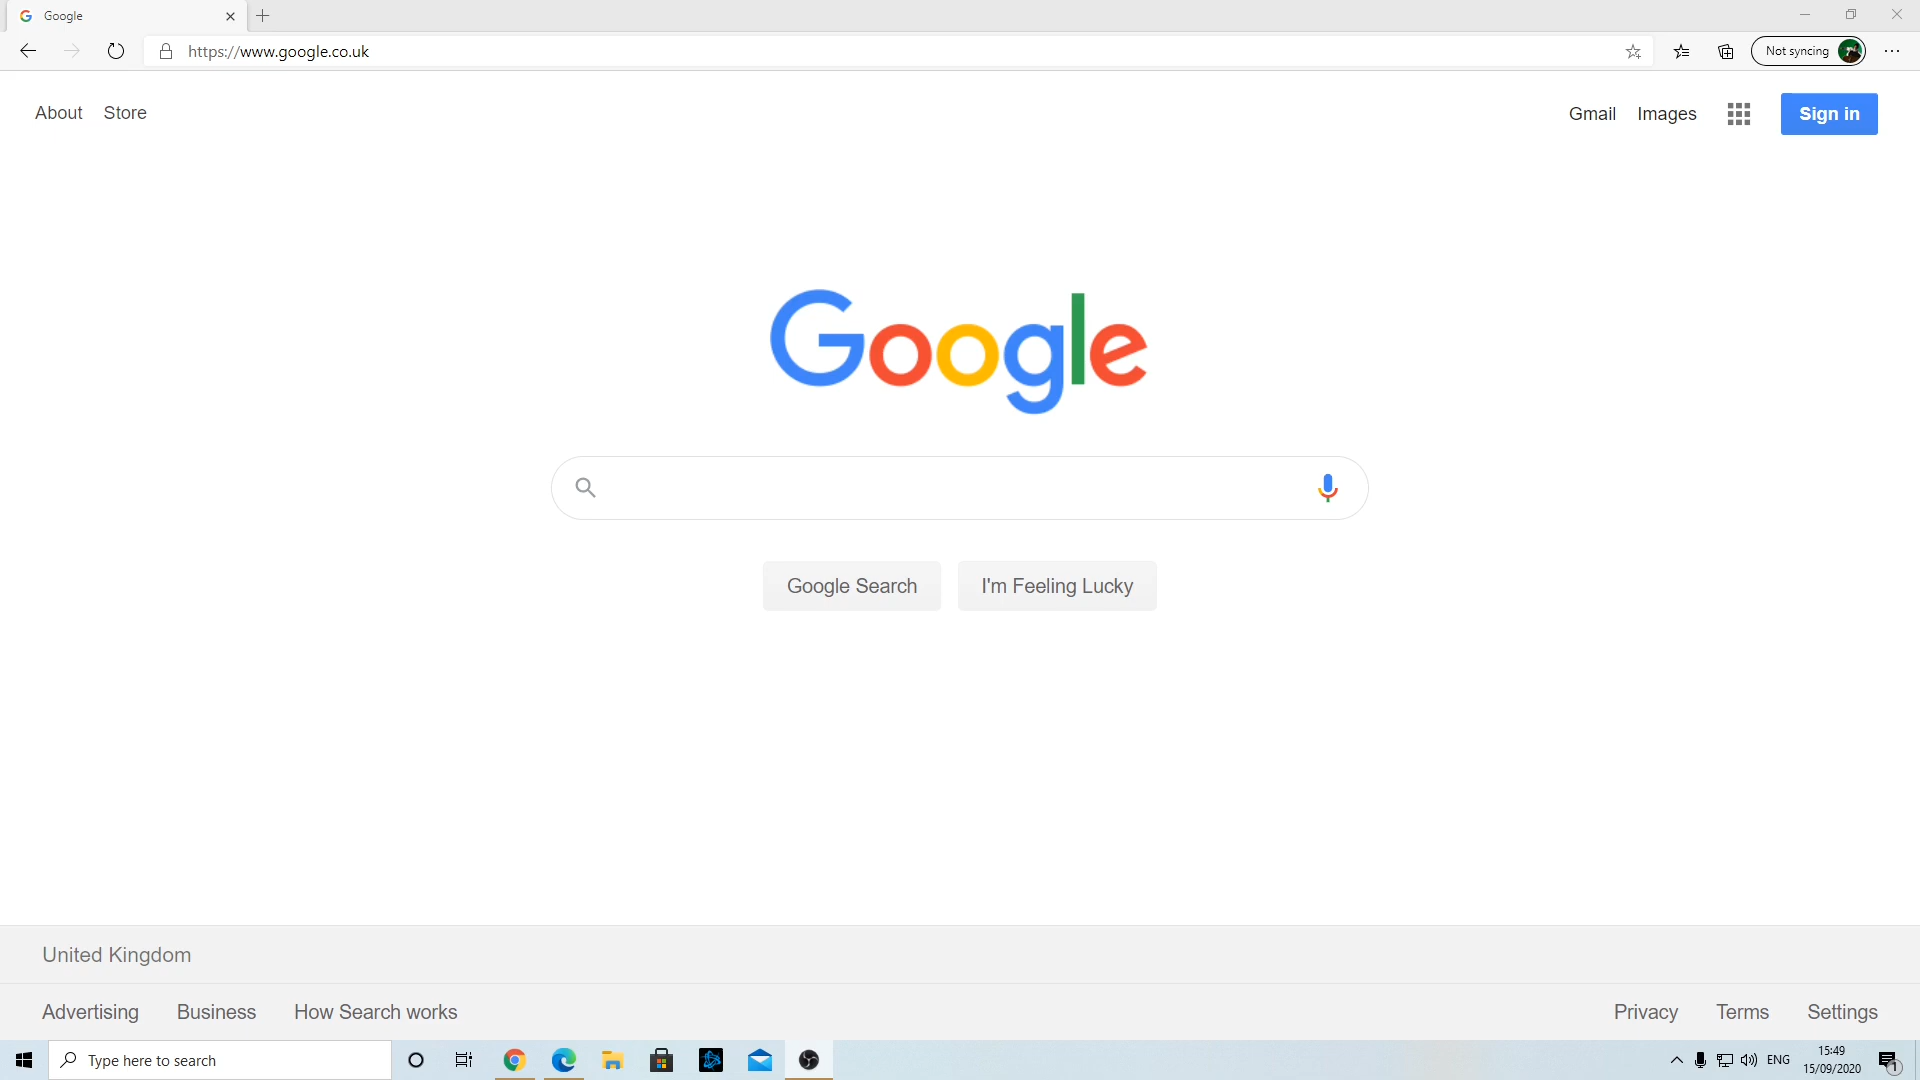 Google
https://www.google.co.uk
Not syncing
About Store
Gmail Images Sign in
Google
Google Search I'm Feeling Lucky
United Kingdom
Advertising Business How Search works
Privacy Terms Settings
Type here to search
ENG
15:49
15/09/2020
1